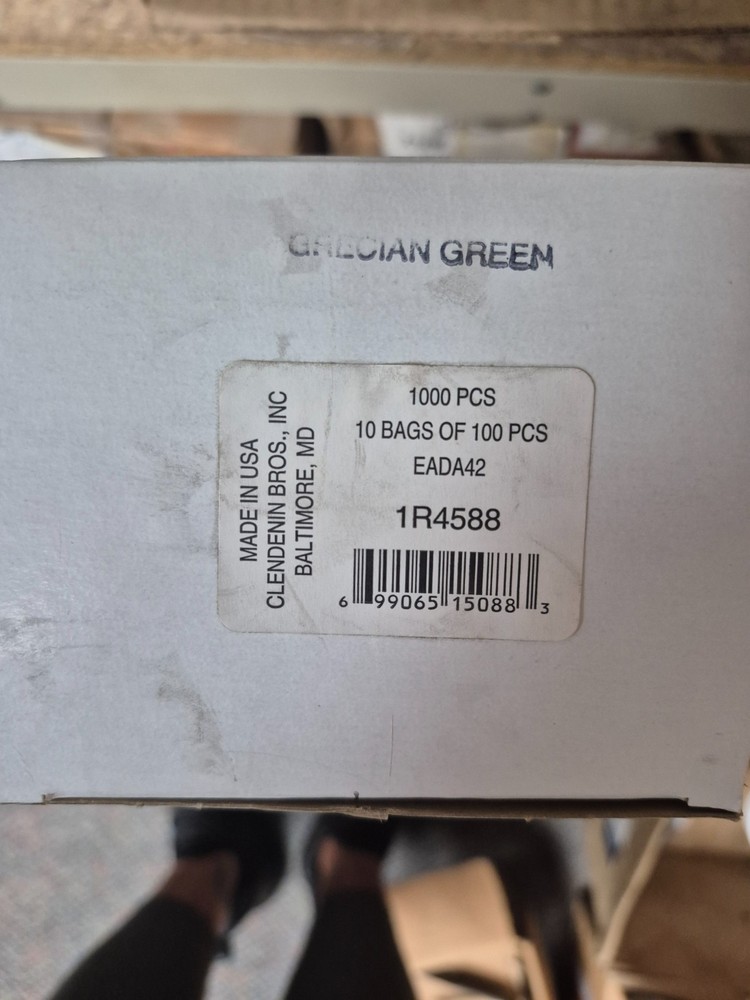 GRECIAN GREEN
MADE IN USA
CLENDENIN BROS., INC
BALTIMORE, MD
1000 PCS
10 BAGS OF 100 PCS
EADA42
1R4588
6 99065 15088 3